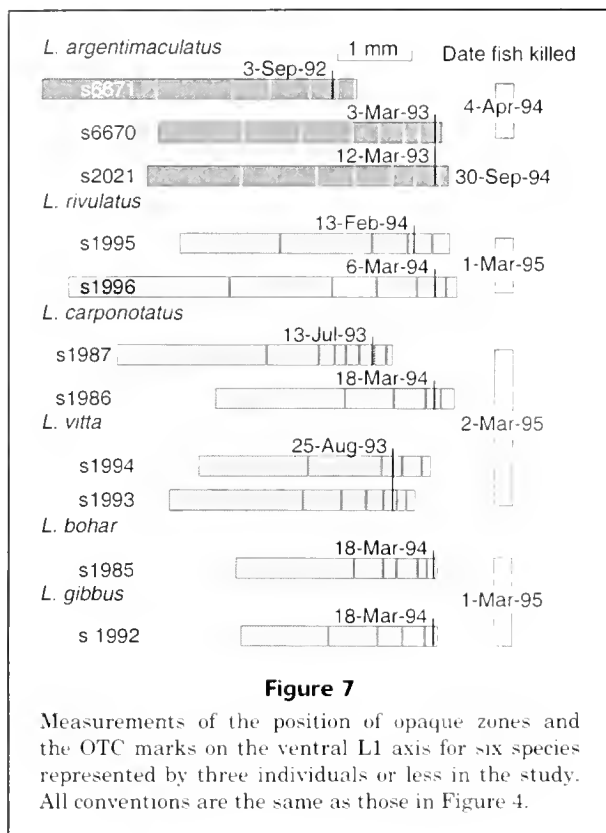 L. argentimaculatus
1 mm
Date fish killed
3-Sep-92
s6671
4-Apr-94
3-Mar-93
s6670
12-Mar-93
s2021
30-Sep-94
L. rivulatus
13-Feb-94
s1995
1-Mar-95
6-Mar-94
s1996
L. carponotatus
13-Jul-93
s1987
18-Mar-94
s1986
2-Mar-95
L. vitta
25-Aug-93
s1994
s1993
L. bohar
18-Mar-94
s1985
1-Mar-95
L. gibbus
18-Mar-94
s 1992
Figure 7
Measurements of the position of opaque zones and
the OTC marks on the ventral L1 axis for six species
represented by three individuals or less in the study.
All conventions are the same as those in Figure 4.